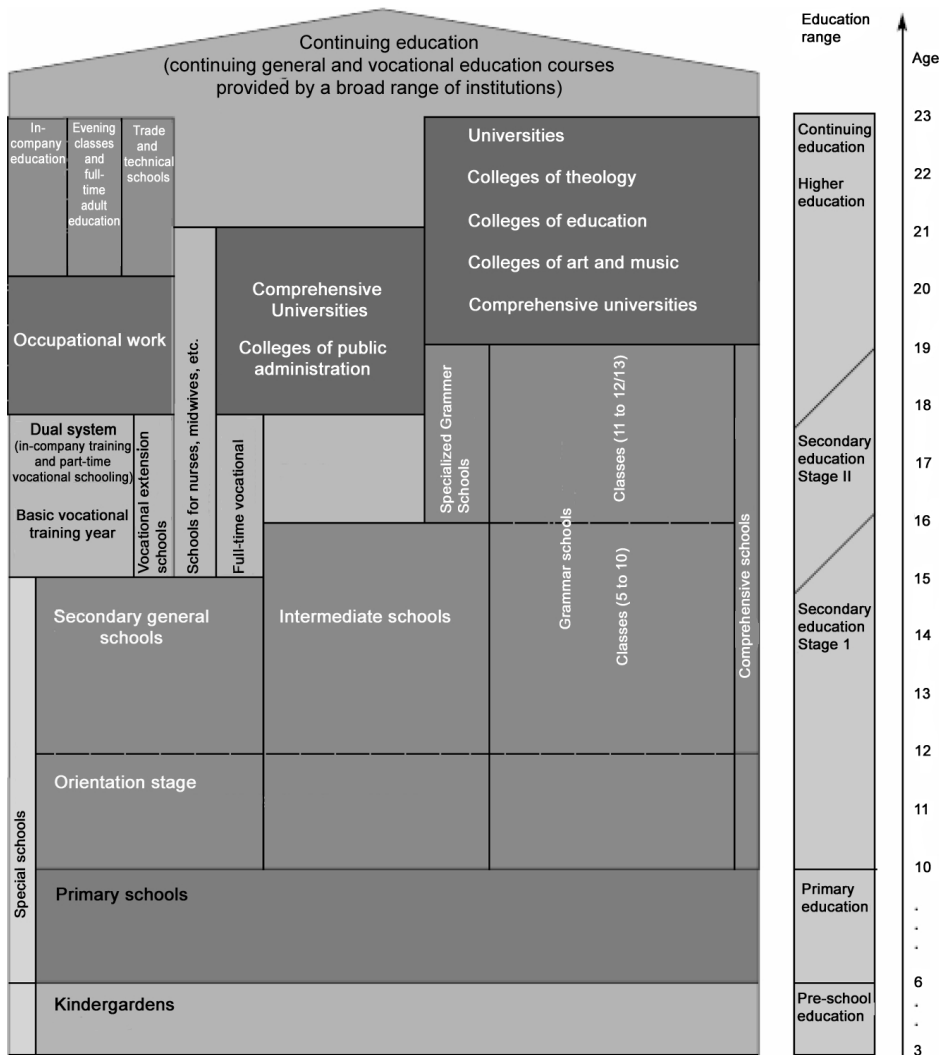 Continuing education
(continuing general and vocational education courses
provided by a broad range of institutions)
In-
company
education
Evening
classes
and
full-
time
adult
education
Trade
and
technical
schools
Universities
Colleges of theology
Colleges of education
Colleges of art and music
Comprehensive universities
Occupational work
Schools for nurses, midwives, etc.
Comprehensive
Universities
Colleges of public
administration
Dual system
(in-company training
and part-time
vocational schooling)
Basic vocational
training year
Vocational extension
schools
Full-time vocational
Specialized Grammer
Schools
Grammar schools
Classes (11 to 12/13)
Classes (5 to 10)
Comprehensive schools
Secondary general
schools
Intermediate schools
Orientation stage
Special schools
Primary schools
Kindergardens
Education
range
Continuing
education
Higher
education
Secondary
education
Stage II
Secondary
education
Stage 1
Primary
education
Pre-school
education
Age
23
22
21
20
19
18
17
16
15
14
13
12
11
10
6
3